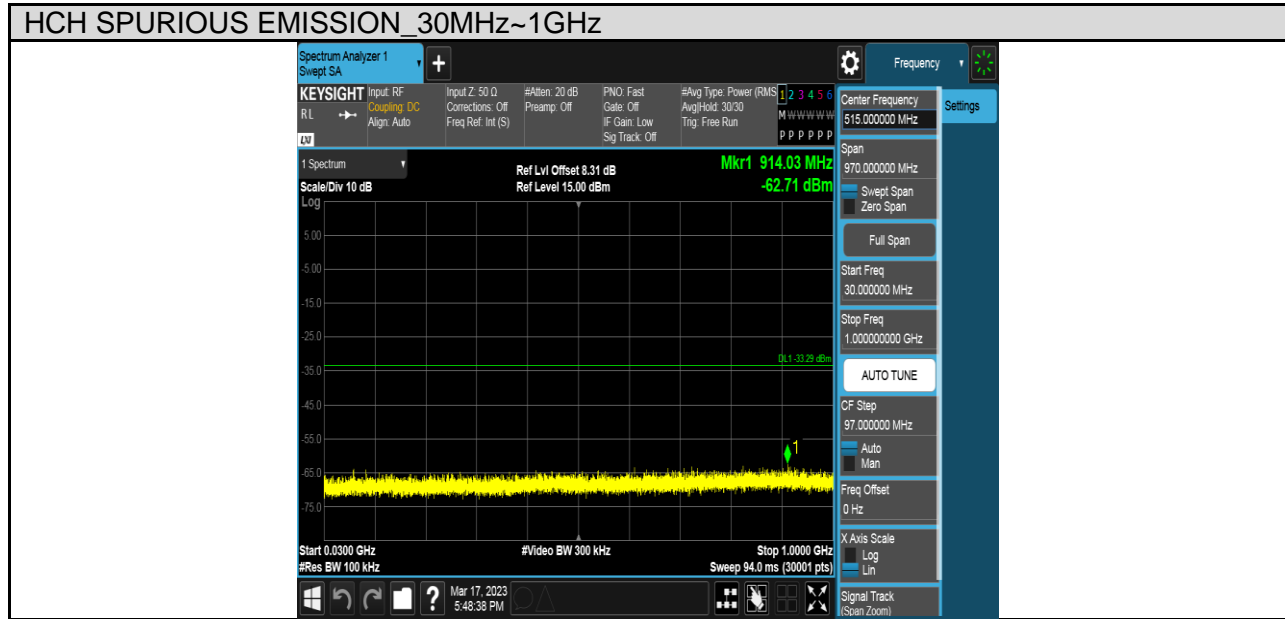 HCH SPURIOUS EMISSION_30MHz~1GHz
Spectrum Analyzer 1
Swept SA
+
Frequency
KEYSIGHT
RL
LXI
Input: RF
Coupling: DC
Align: Auto
Input Z: 50 Ω
Corrections: Off
Freq Ref: Int (S)
#Atten: 20 dB
Preamp: Off
PNO: Fast
Gate: Off
IF Gain: Low
Sig Track: Off
#Avg Type: Power (RMS
Avg|Hold: 30/30
Trig: Free Run
1 2 3 4 5 6
M W W W W W
P P P P P P
1 Spectrum
Scale/Div 10 dB
Log
Ref Lvl Offset 8.31 dB
Ref Level 15.00 dBm
Mkr1 914.03 MHz
-62.71 dBm
5.00
-5.00
-15.0
-25.0
DL1 -33.29 dBm
-35.0
-45.0
-55.0
1
-65.0
-75.0
Start 0.0300 GHz
#Res BW 100 kHz
#Video BW 300 kHz
Stop 1.0000 GHz
Sweep 94.0 ms (30001 pts)
?
Mar 17, 2023
5:48:38 PM
Center Frequency
515.000000 MHz
Settings
Span
970.000000 MHz
Swept Span
Zero Span
Full Span
Start Freq
30.000000 MHz
Stop Freq
1.000000000 GHz
AUTO TUNE
CF Step
97.000000 MHz
Auto
Man
Freq Offset
0 Hz
X Axis Scale
Log
Lin
Signal Track
(Span Zoom)